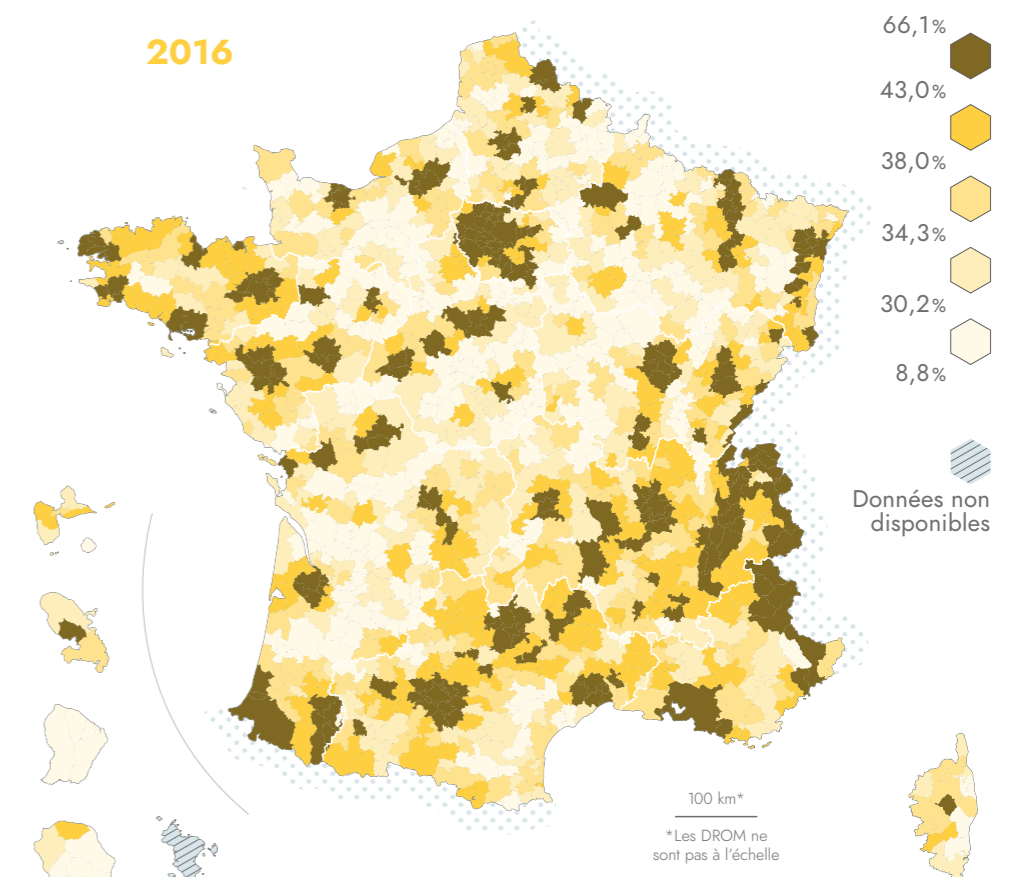 2016
66,1%
43,0%
38,0%
34,3%
30,2%
8,8%
Données non
disponibles
100 km*
*Les DROM ne
sont pas à l'échelle